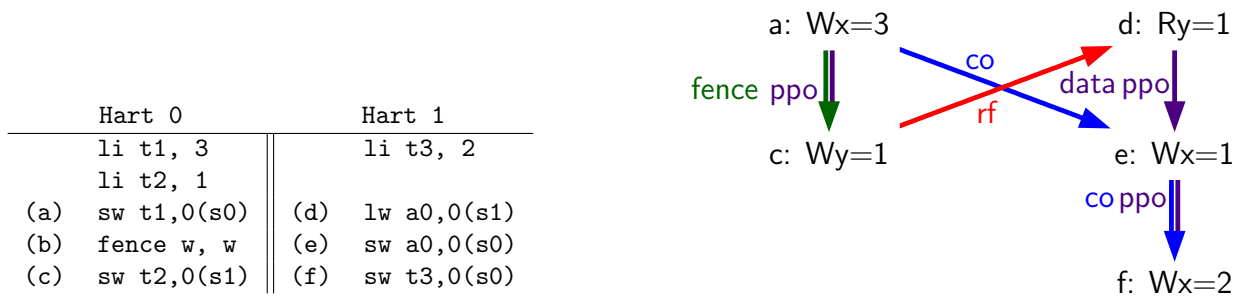 Hart 0 Hart 1
li t1, 3 li t3, 2
li t2, 1
(a) sw t1,0(s0) (d) lw a0,0(s1)
(b) fence w, w (e) sw a0,0(s0)
(c) sw t2,0(s1) (f) sw t3,0(s0)
a: Wx=3 d: Ry=1
co
fence ppo data ppo
rf
c: Wy=1 e: Wx=1
co ppo
f: Wx=2